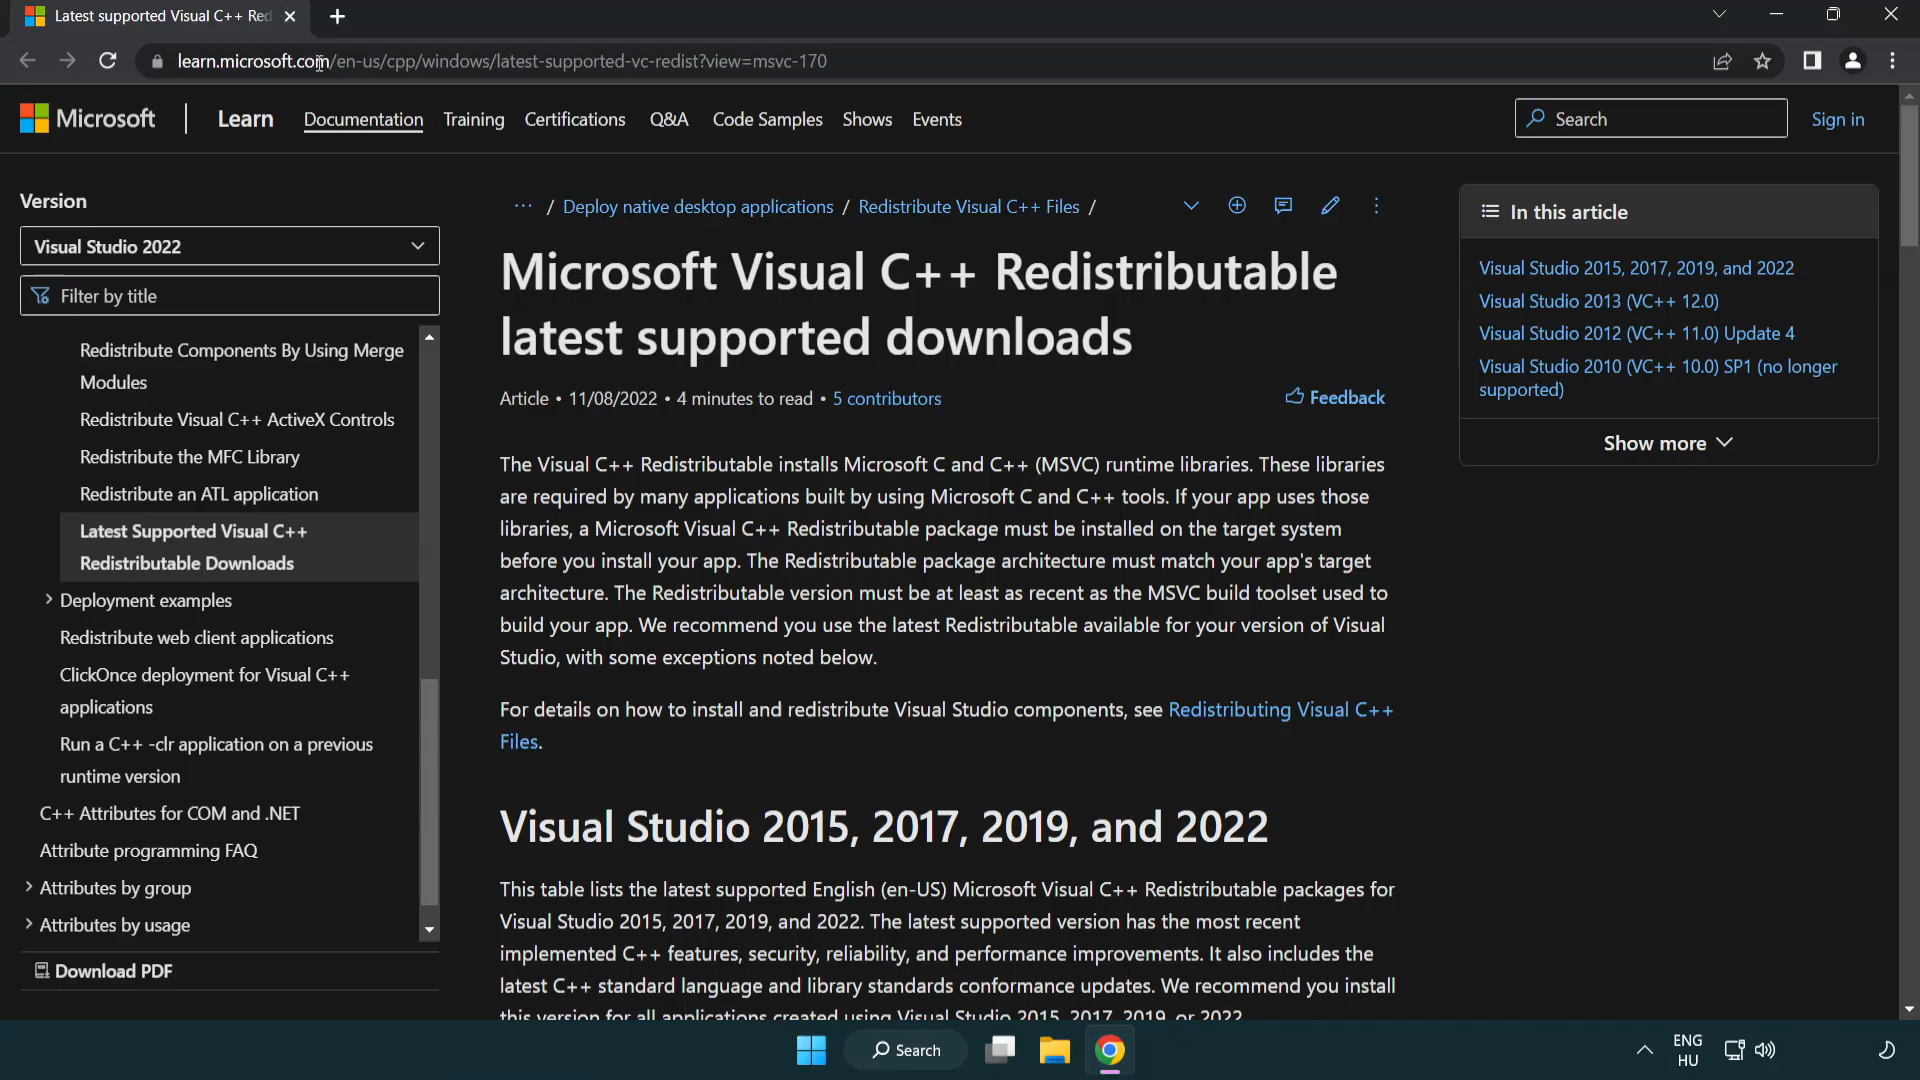 Latest supported Visual C++ Red
learn.microsoft.com/en-us/cpp/windows/latest-supported-vc-redist?view=msvc-170
Microsoft
Learn
Documentation
Training
Certifications
Q&A
Code Samples
Shows
Events
Search
Sign in
Version
Visual Studio 2022
Filter by title
Redistribute Components By Using Merge
Modules
Redistribute Visual C++ ActiveX Controls
Redistribute the MFC Library
Redistribute an ATL application
Latest Supported Visual C++
Redistributable Downloads
Deployment examples
Redistribute web client applications
ClickOnce deployment for Visual C++
applications
Run a C++ -clr application on a previous
runtime version
C++ Attributes for COM and .NET
Attribute programming FAQ
Attributes by group
Attributes by usage
Download PDF
··· / Deploy native desktop applications / Redistribute Visual C++ Files /
Microsoft Visual C++ Redistributable
latest supported downloads
Article • 11/08/2022 • 4 minutes to read • 5 contributors
Feedback
The Visual C++ Redistributable installs Microsoft C and C++ (MSVC) runtime libraries. These libraries
are required by many applications built by using Microsoft C and C++ tools. If your app uses those
libraries, a Microsoft Visual C++ Redistributable package must be installed on the target system
before you install your app. The Redistributable package architecture must match your app's target
architecture. The Redistributable version must be at least as recent as the MSVC build toolset used to
build your app. We recommend you use the latest Redistributable available for your version of Visual
Studio, with some exceptions noted below.
For details on how to install and redistribute Visual Studio components, see Redistributing Visual C++
Files.
Visual Studio 2015, 2017, 2019, and 2022
This table lists the latest supported English (en-US) Microsoft Visual C++ Redistributable packages for
Visual Studio 2015, 2017, 2019, and 2022. The latest supported version has the most recent
implemented C++ features, security, reliability, and performance improvements. It also includes the
latest C++ standard language and library standards conformance updates. We recommend you install
this version for all applications created using Visual Studio 2015, 2017, 2019, or 2022.
In this article
Visual Studio 2015, 2017, 2019, and 2022
Visual Studio 2013 (VC++ 12.0)
Visual Studio 2012 (VC++ 11.0) Update 4
Visual Studio 2010 (VC++ 10.0) SP1 (no longer
supported)
Show more
Search
ENG
HU